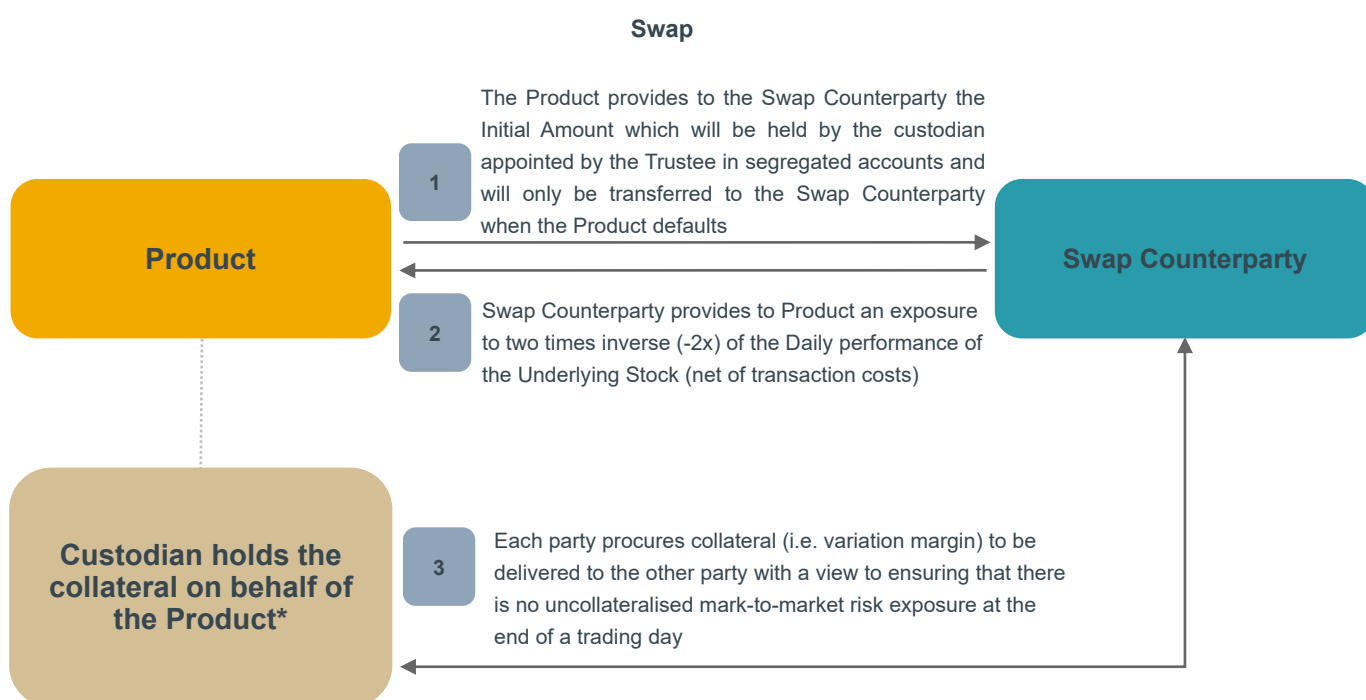 Swap
The Product provides to the Swap Counterparty the
Initial Amount which will be held by the custodian
appointed by the Trustee in segregated accounts and
will only be transferred to the Swap Counterparty
when the Product defaults
1
Product
Swap Counterparty
2
Swap Counterparty provides to Product an exposure
to two times inverse (-2x) of the Daily performance of
the Underlying Stock (net of transaction costs)
Custodian holds the
collateral on behalf of
the Product*
3
Each party procures collateral (i.e. variation margin) to be
delivered to the other party with a view to ensuring that there
is no uncollateralised mark-to-market risk exposure at the
end of a trading day